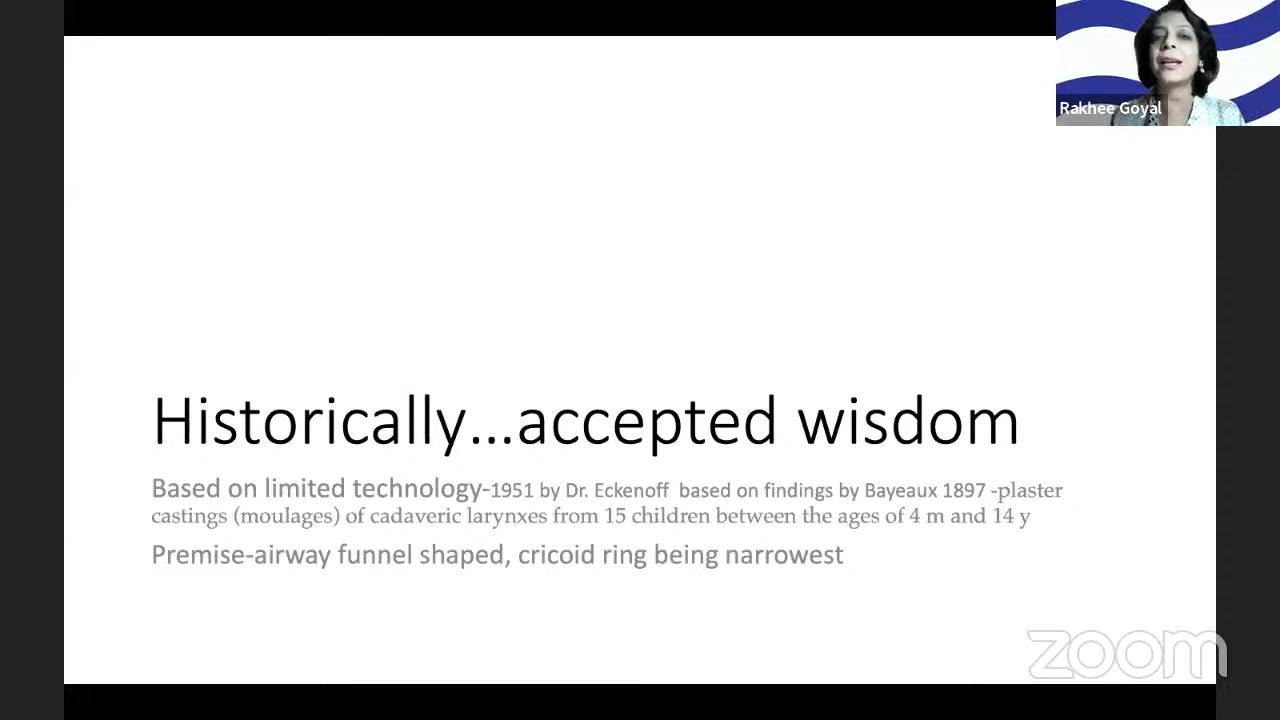 Rakhee Goyal
Historically...accepted wisdom
Based on limited technology-1951 by Dr. Eckenoff based on findings by Bayeaux 1897 -plaster
castings (moulages) of cadaveric larynxes from 15 children between the ages of 4 m and 14 y
Premise-airway funnel shaped, cricoid ring being narrowest
zoom